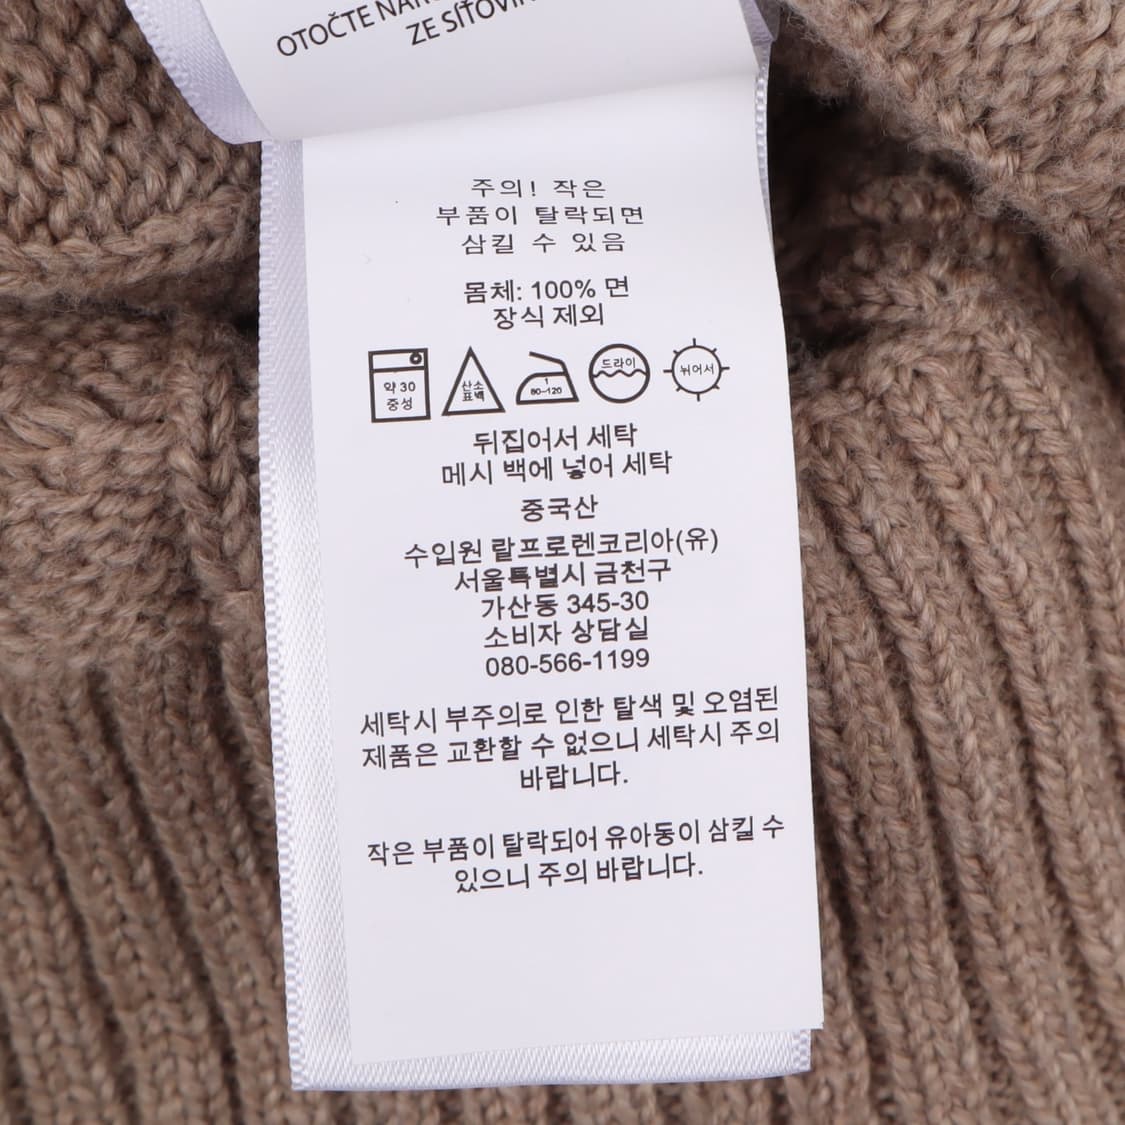 OTOČTE
ZE
주의! 작은
부품이 탈락되면
삼킬 수 있음
몸체: 100% 면
장식 제외
약 30
중성
산소
표백
1
80–120
드라이
뉘어서
뒤집어서 세탁
메시 백에 넣어 세탁
중국산
수입원 랄프로렌코리아(유)
서울특별시 금천구
가산동 345-30
소비자 상담실
080-566-1199
세탁시 부주의로 인한 탈색 및 오염된
제품은 교환할 수 없으니 세탁시 주의
바랍니다.
작은 부품이 탈락되어 유아동이 삼킬 수
있으니 주의 바랍니다.